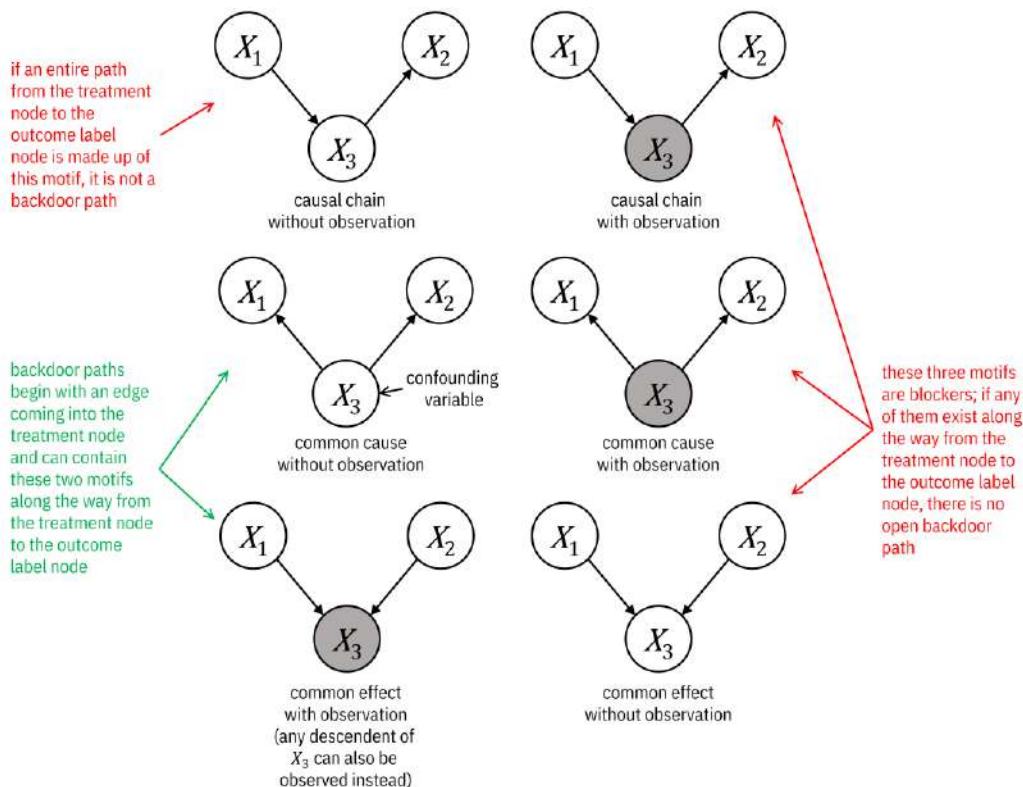 X₁
X₂
X₃
causal chain
without observation
X₁
X₂
X₃
causal chain
with observation
if an entire path
from the treatment
node to the
outcome label
node is made up of
this motif, it is not a
backdoor path
X₁
X₂
X₃
confounding
variable
common cause
without observation
X₁
X₂
X₃
common cause
with observation
backdoor paths
begin with an edge
coming into the
treatment node
and can contain
these two motifs
along the way from
the treatment node
to the outcome
label node
these three motifs
are blockers; if any
of them exist along
the way from the
treatment node to
the outcome label
node, there is no
open backdoor
path
X₁
X₂
X₃
common effect
with observation
(any descendent of
X₃ can also be
observed instead)
X₁
X₂
X₃
common effect
without observation